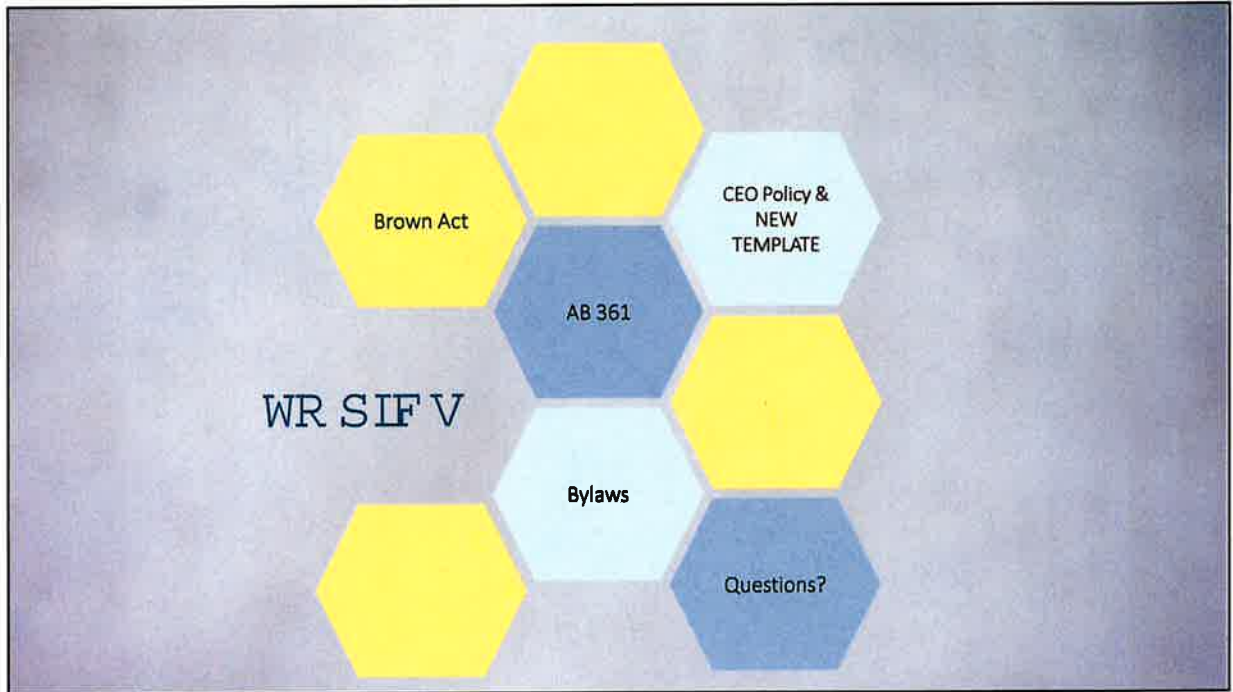 Brown Act
CEO Policy &
NEW
TEMPLATE
AB 361
WR SIF V
Bylaws
Questions?